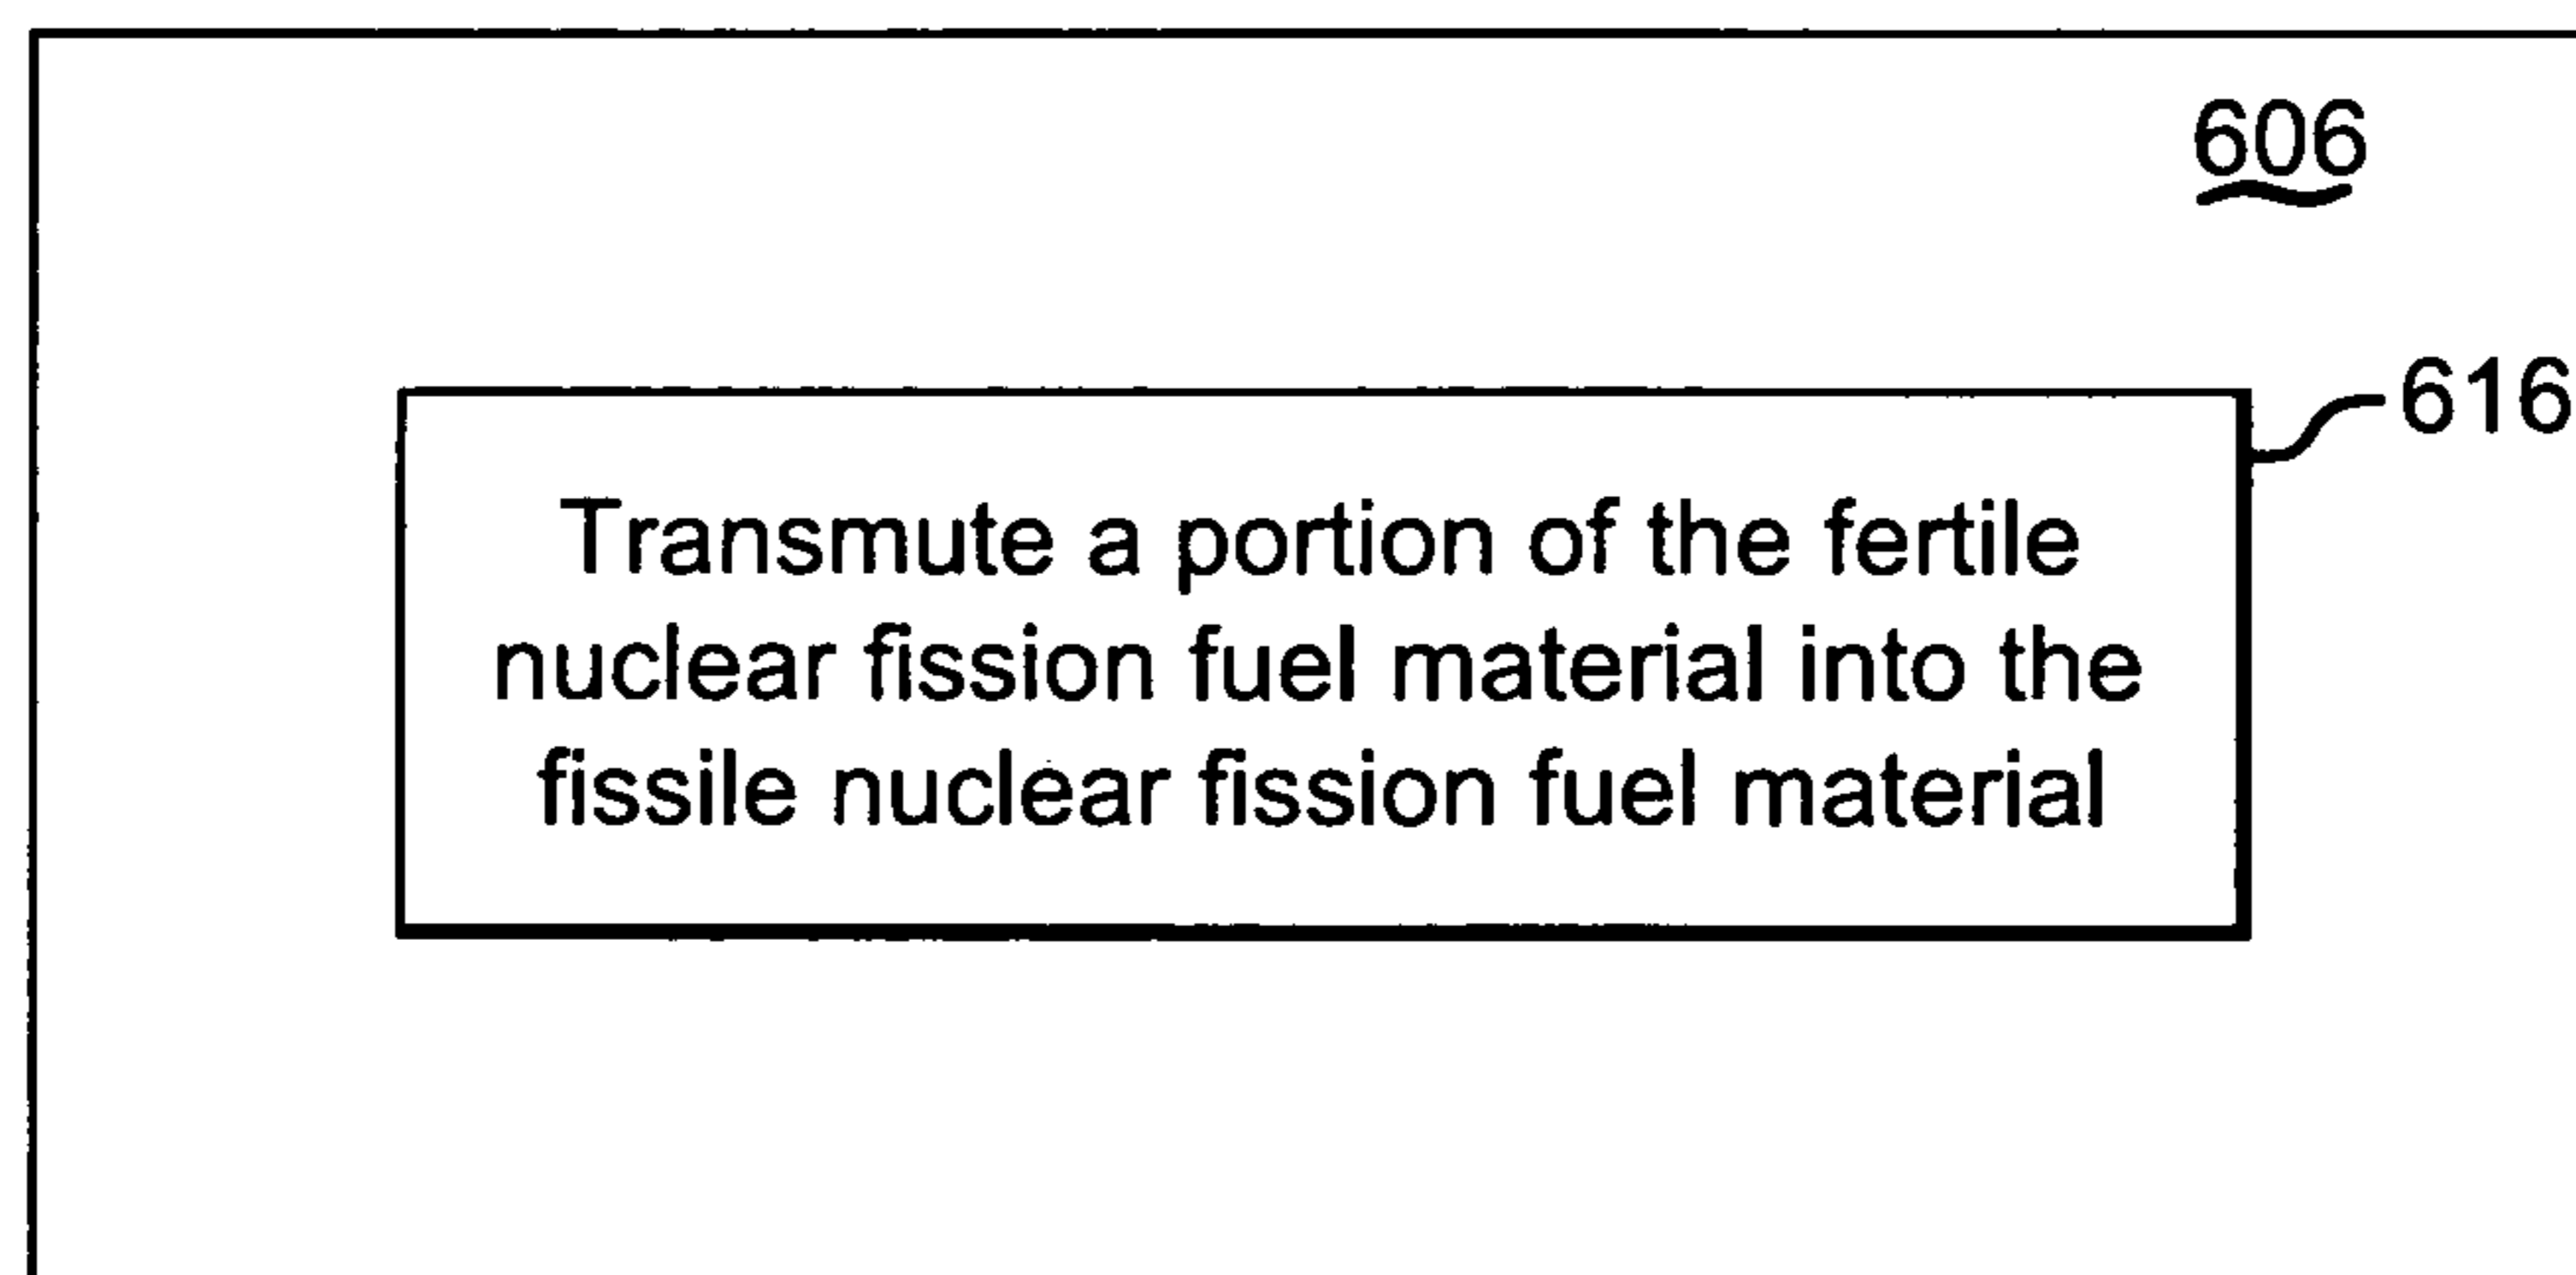 606
616
Transmute a portion of the fertile
nuclear fission fuel material into the
fissile nuclear fission fuel material